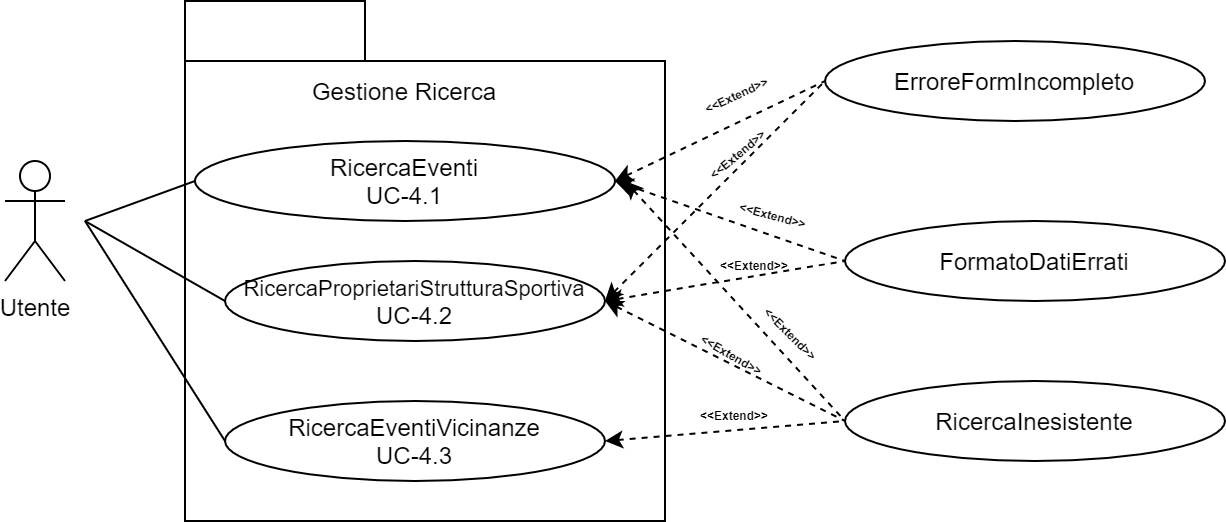 Gestione Ricerca
Utente
RicercaEventi
UC-4.1
RicercaProprietariStrutturaSportiva
UC-4.2
RicercaEventiVicinanze
UC-4.3
<<Extend>>
<<Extend>>
<<Extend>>
<<Extend>>
<<Extend>>
<<Extend>>
<<Extend>>
ErroreFormIncompleto
FormatoDatiErrati
RicercaInesistente